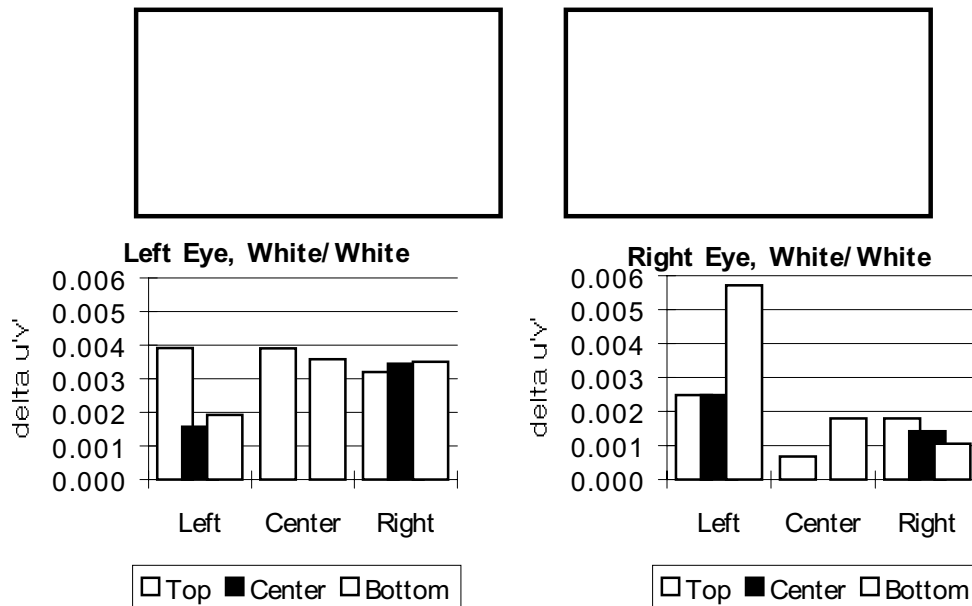 Left Eye, White/White
0.006
0.005
0.004
0.003
0.002
0.001
0.000
delta u'v'
Left Center Right
Top Center Bottom
Right Eye, White/White
0.006
0.005
0.004
0.003
0.002
0.001
0.000
delta u'v'
Left Center Right
Top Center Bottom